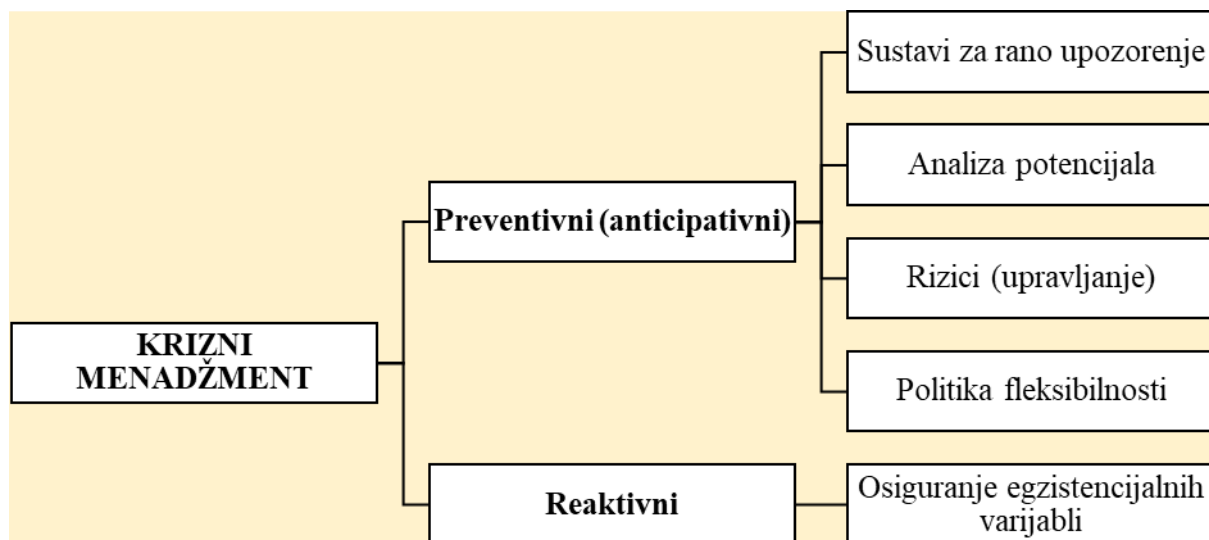 Sustavi za rano upozorenje
Analiza potencijala
Preventivni (anticipativni)
Rizici (upravljanje)
KRIZNI
MENADŽMENT
Politika fleksibilnosti
Reaktivni
Osiguranje egzistencijalnih
varijabli